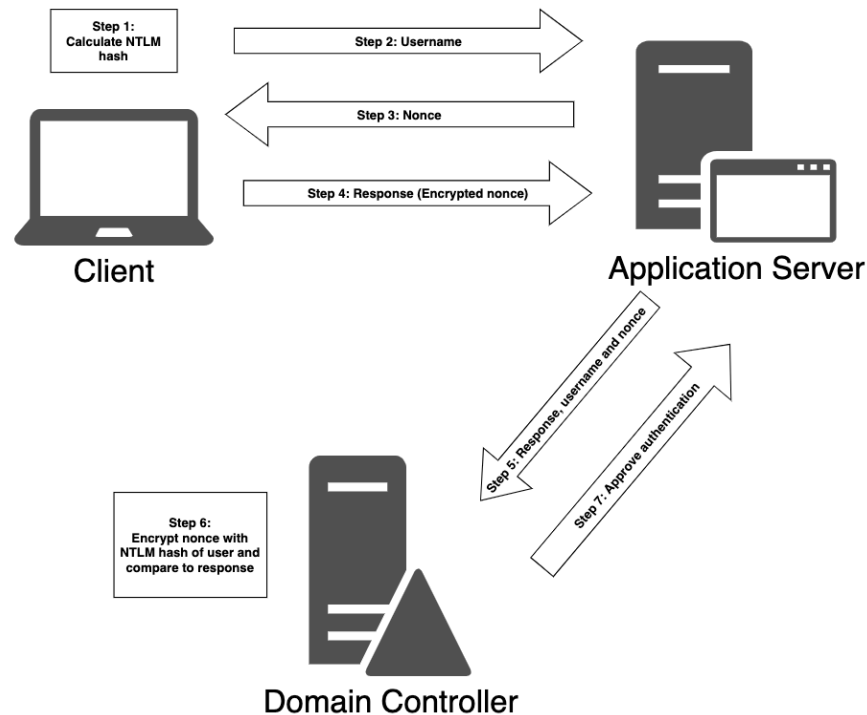 Step 1:
Calculate NTLM
hash
Step 2: Username
Step 3: Nonce
Step 4: Response (Encrypted nonce)
Client
Application Server
Step 5: Response, username and nonce
Step 7: Approve authentication
Step 6:
Encrypt nonce with
NTLM hash of user and
compare to response
Domain Controller